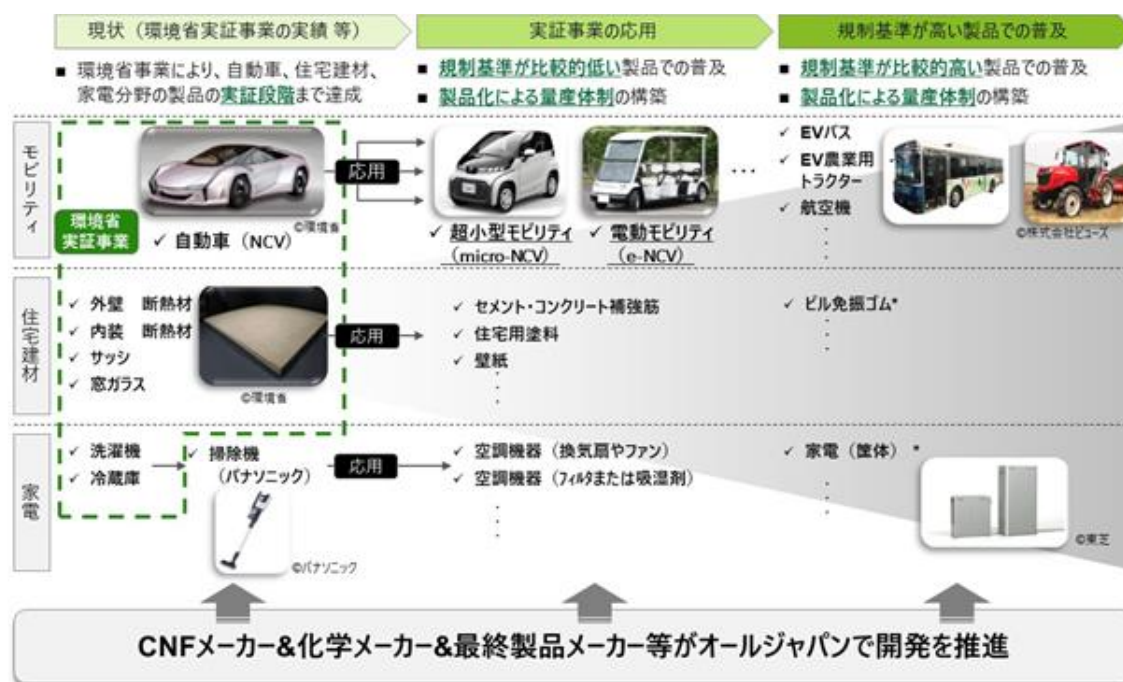 現状（環境省実証事業の実績 等）
実証事業の応用
規制基準が高い製品での普及
■ 環境省事業により、自動車、住宅建材、
家電分野の製品の実証段階まで達成
■ 規制基準が比較的低い製品での普及
■ 製品化による量産体制の構築
■ 規制基準が比較的高い製品での普及
■ 製品化による量産体制の構築
モビリティ
環境省
実証事業
©環境省
✓ 自動車（NCV）
応用
✓ 超小型モビリティ
(micro-NCV)
✓ 電動モビリティ
(e-NCV)
…
✓ EVバス
✓ EV農業用
トラクター
✓ 航空機
©株式会社ビューズ
住宅建材
✓ 外壁 断熱材
✓ 内装 断熱材
✓ サッシ
✓ 窓ガラス
©環境省
応用
✓ セメント・コンクリート補強筋
✓ 住宅用塗料
✓ 壁紙
✓ ビル免振ゴム*
家電
✓ 洗濯機
✓ 冷蔵庫
✓ 掃除機
（パナソニック）
©パナソニック
応用
✓ 空調機器（換気扇やファン）
✓ 空調機器（フィルタまたは吸湿剤）
✓ 家電（筐体） *
©東芝
CNFメーカー&化学メーカー&最終製品メーカー等がオールジャパンで開発を推進